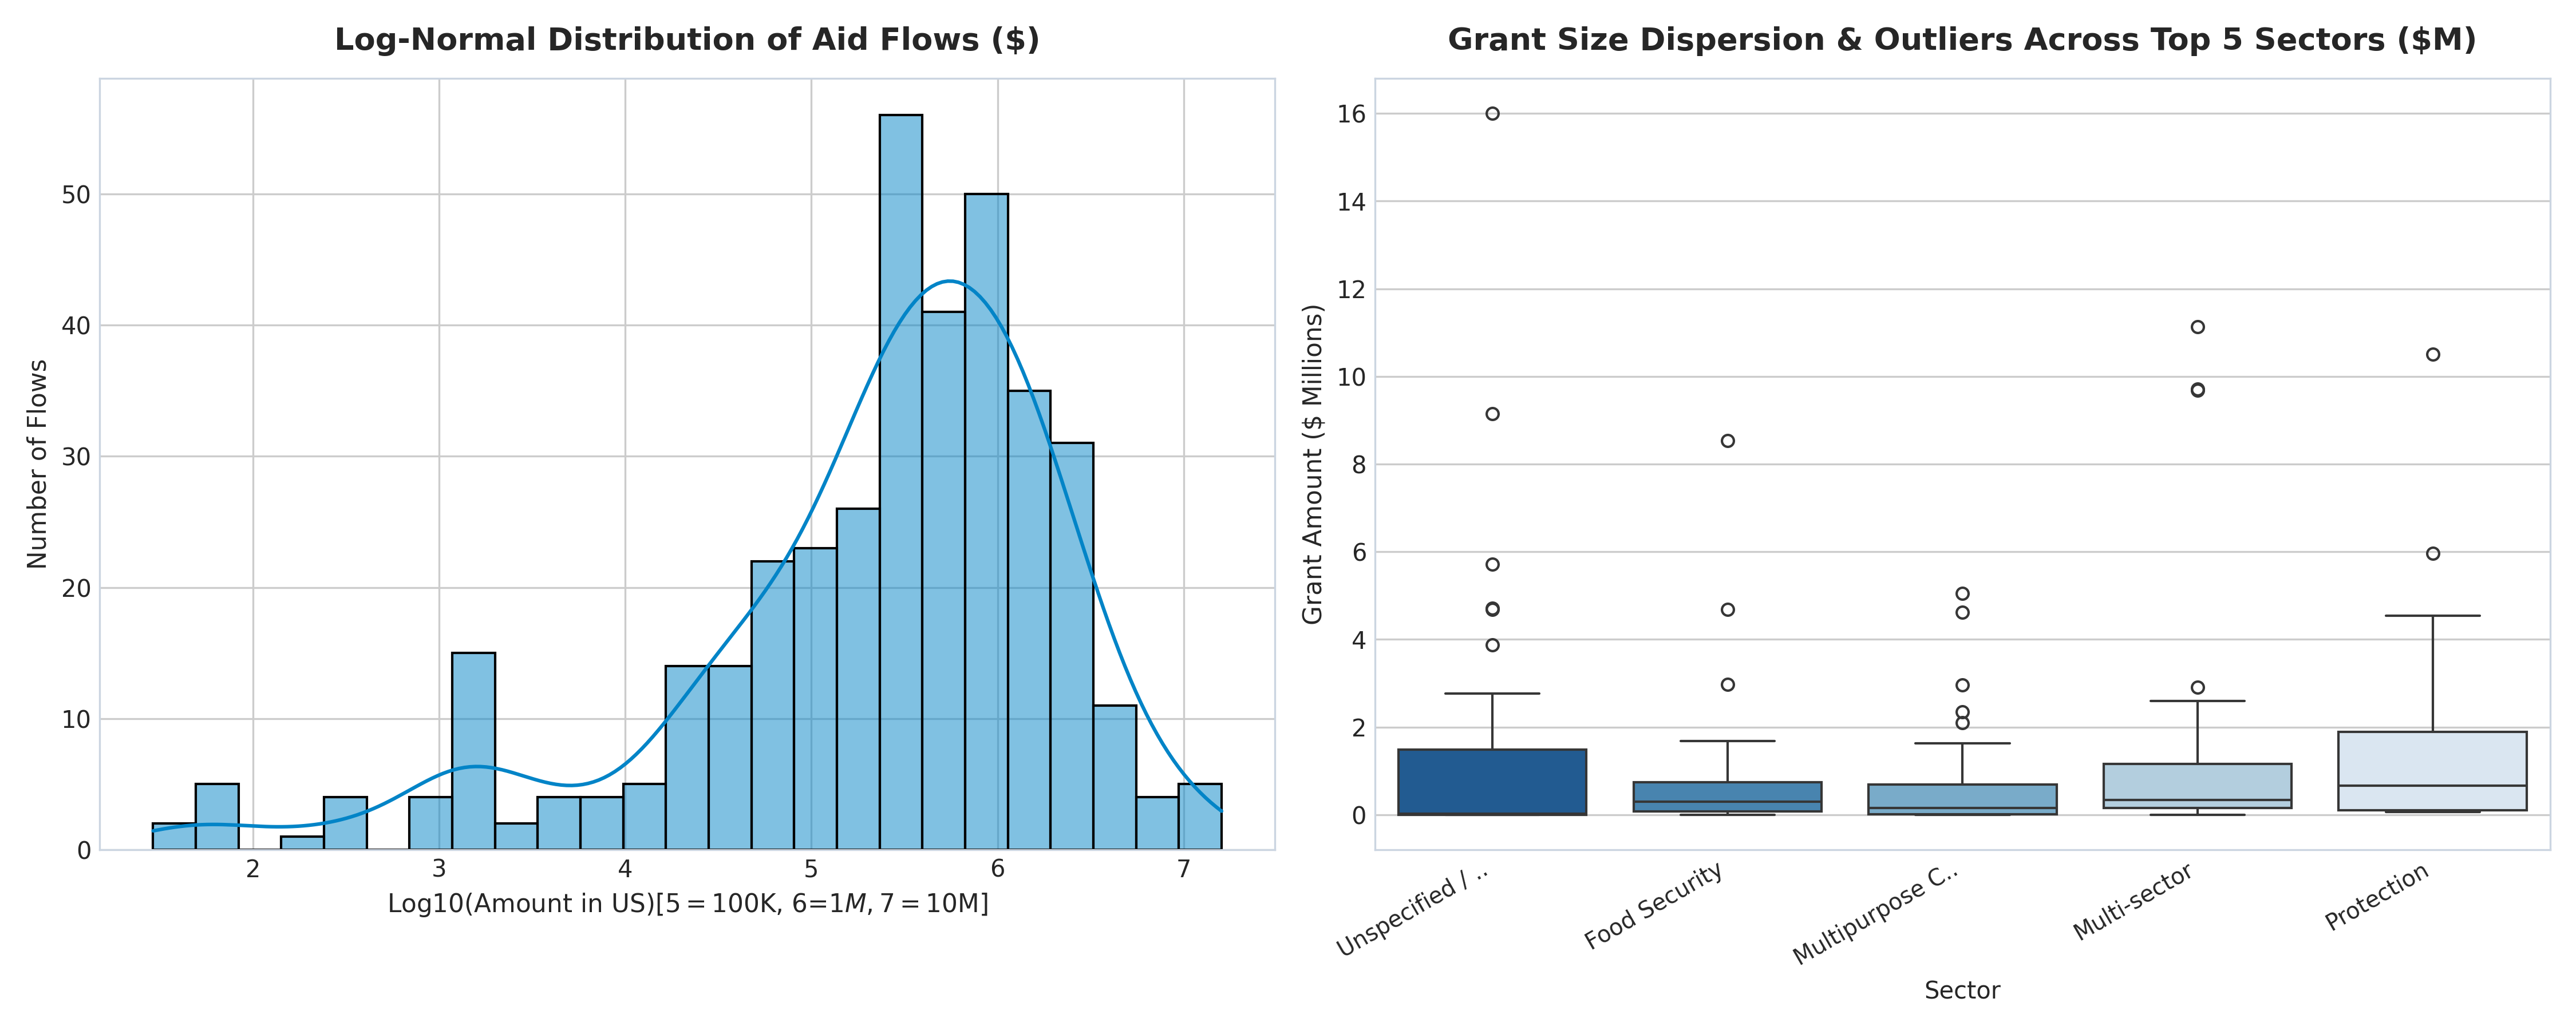 Log-Normal Distribution of Aid Flows ($)
Number of Flows
50
40
30
20
10
0
2 3 4 5 6 7
Log10(Amount in US)[5 = 100K, 6=1M, 7 = 10M]
Grant Size Dispersion & Outliers Across Top 5 Sectors ($M)
Grant Amount ($ Millions)
16
14
12
10
8
6
4
2
0
Unspecified / ..
Food Security
Multipurpose C..
Multi-sector
Protection
Sector